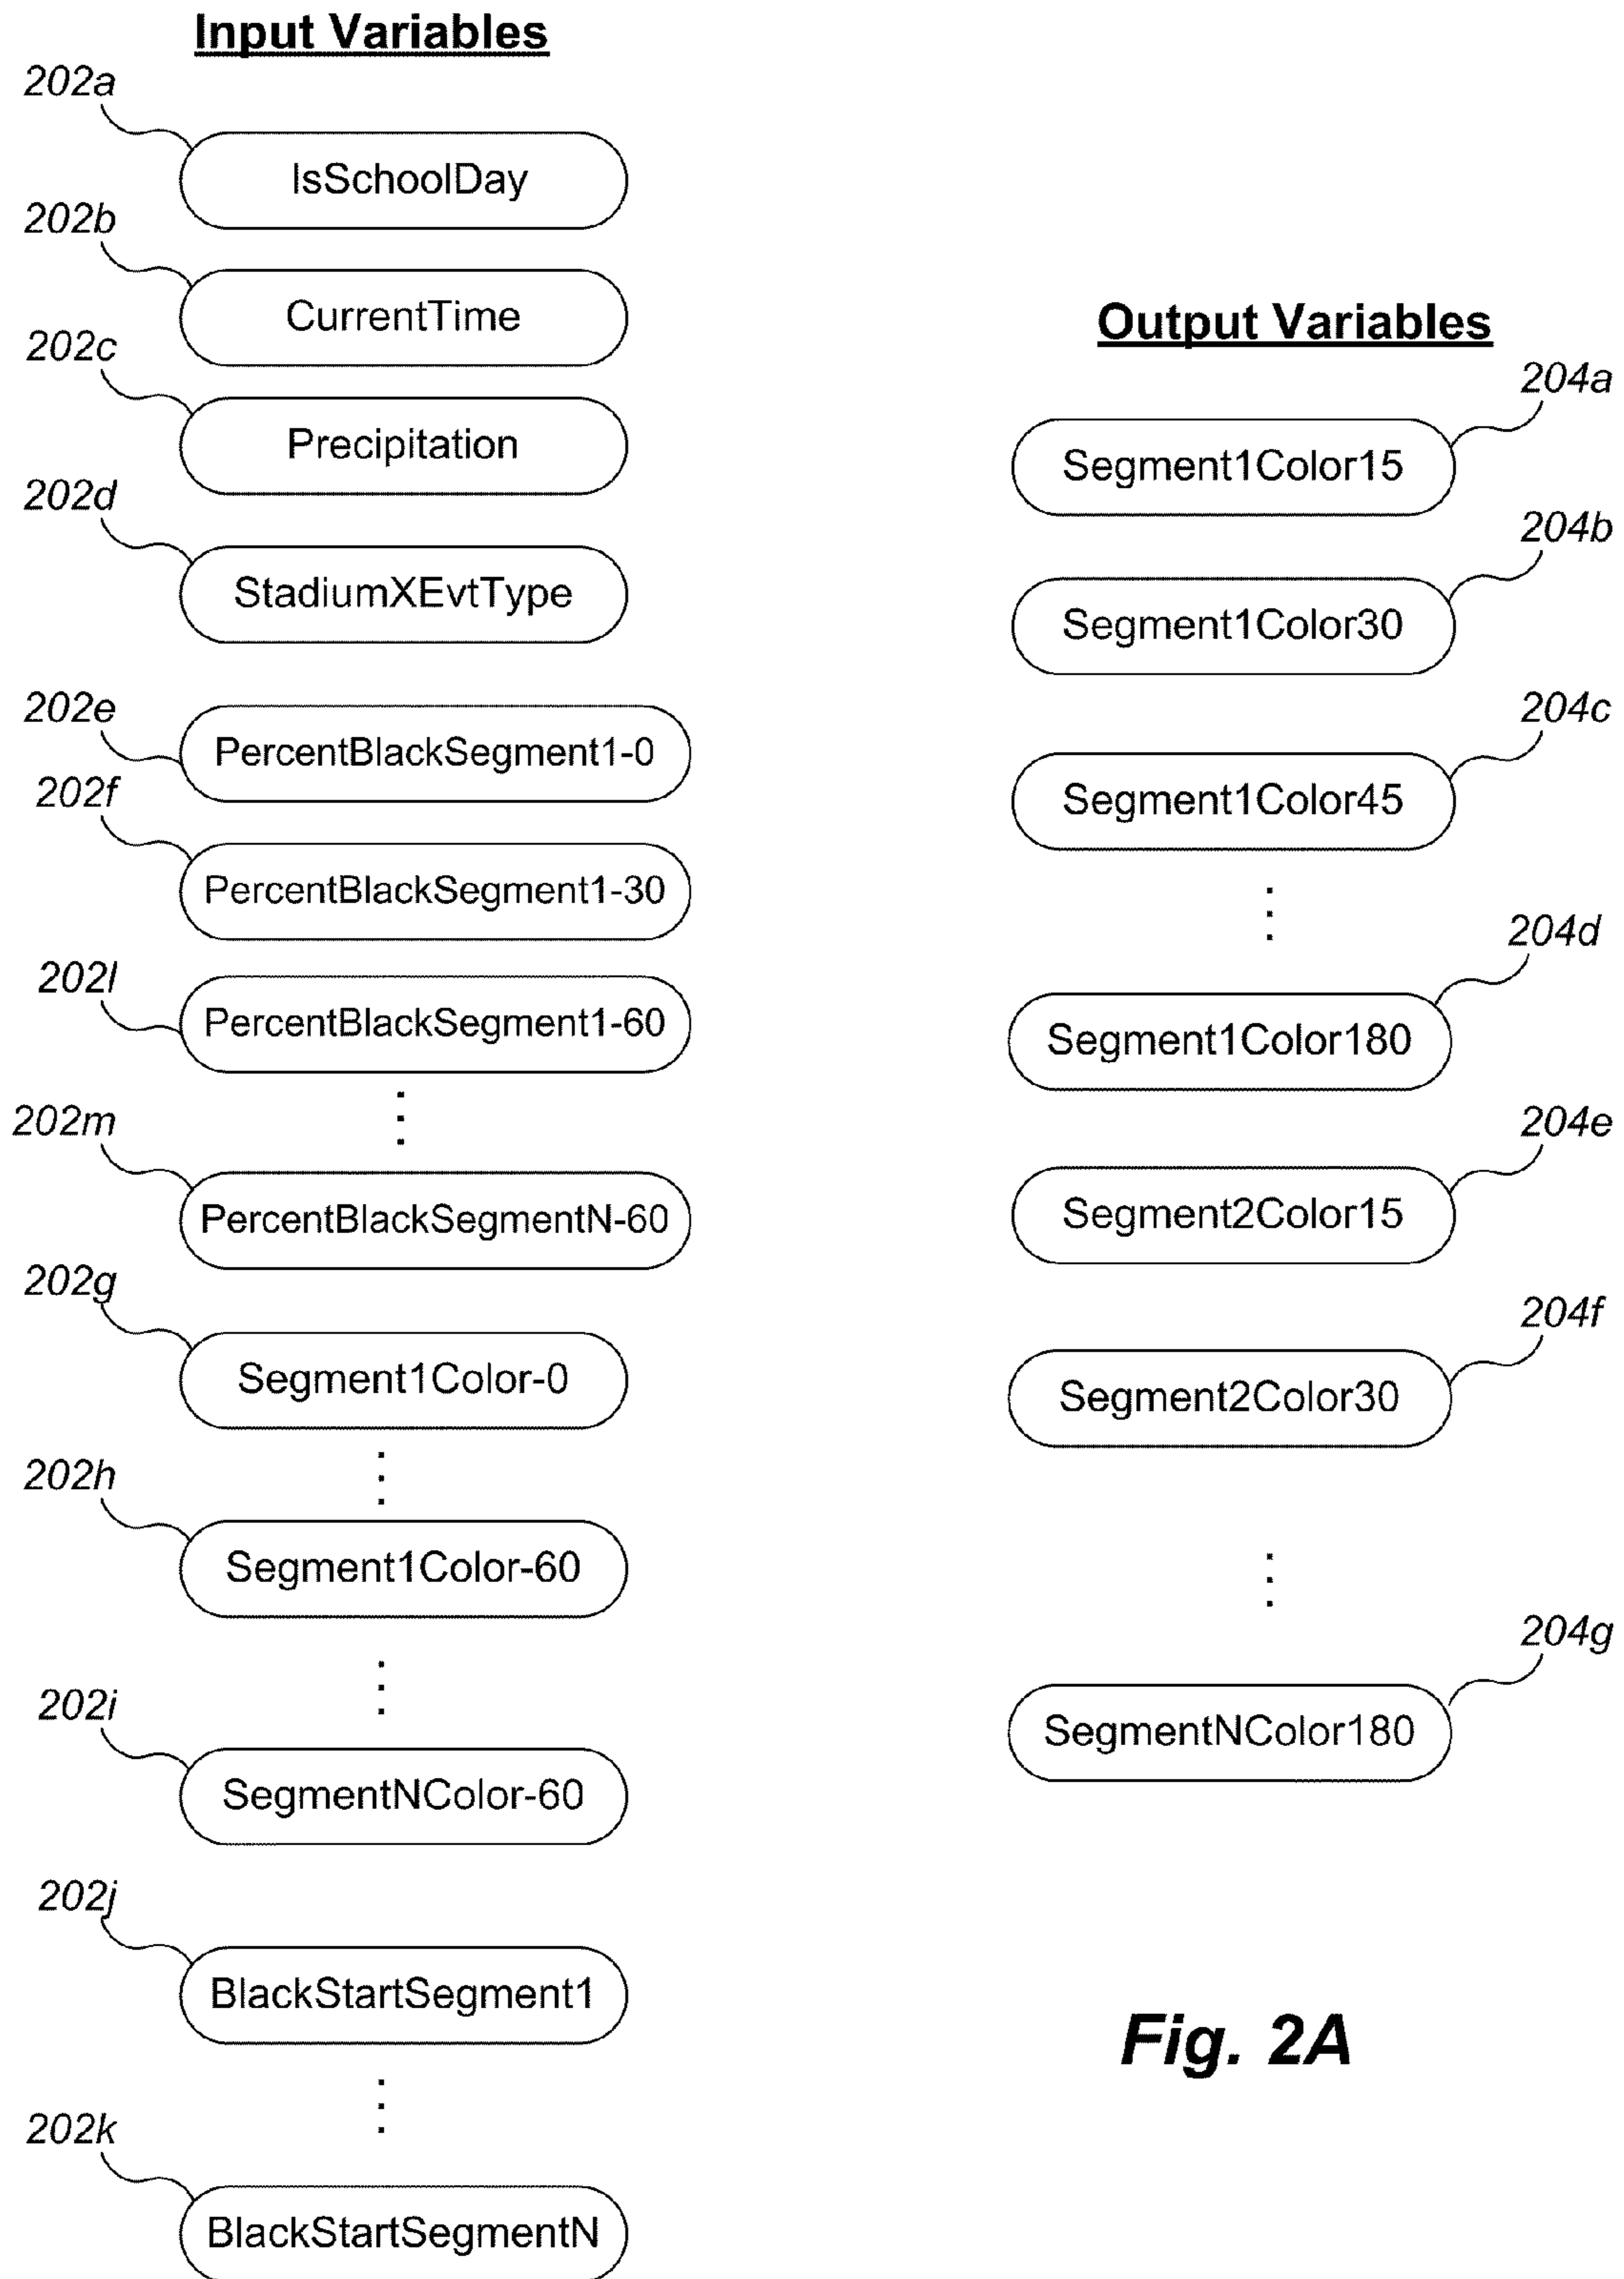 Input Variables
202a
IsSchoolDay
202b
CurrentTime
202c
Precipitation
202d
StadiumXEvtType
202e
PercentBlackSegment1-0
202f
PercentBlackSegment1-30
202l
PercentBlackSegment1-60
202m
PercentBlackSegmentN-60
202g
Segment1Color-0
202h
Segment1Color-60
202i
SegmentNColor-60
202j
BlackStartSegment1
202k
BlackStartSegmentN
Output Variables
204a
Segment1Color15
204b
Segment1Color30
204c
Segment1Color45
204d
Segment1Color180
204e
Segment2Color15
204f
Segment2Color30
204g
SegmentNColor180
Fig. 2A